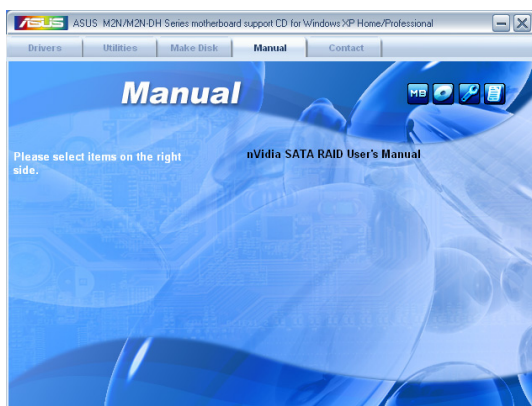 ASUS M2N/M2N-DH Series motherboard support CD for Windows XP Home/Professional
Drivers Utilities Make Disk Manual Contact
Manual
MB
Please select items on the right
side.
nVidia SATA RAID User's Manual